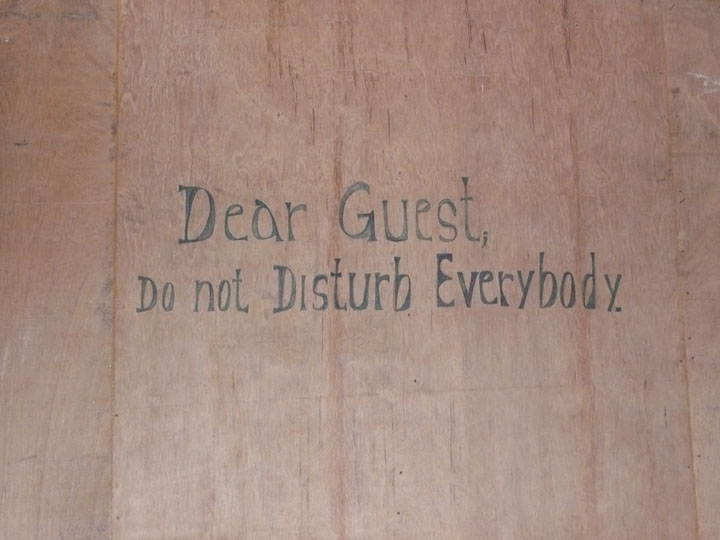 Dear Guest;
Do not Disturb Everybody.